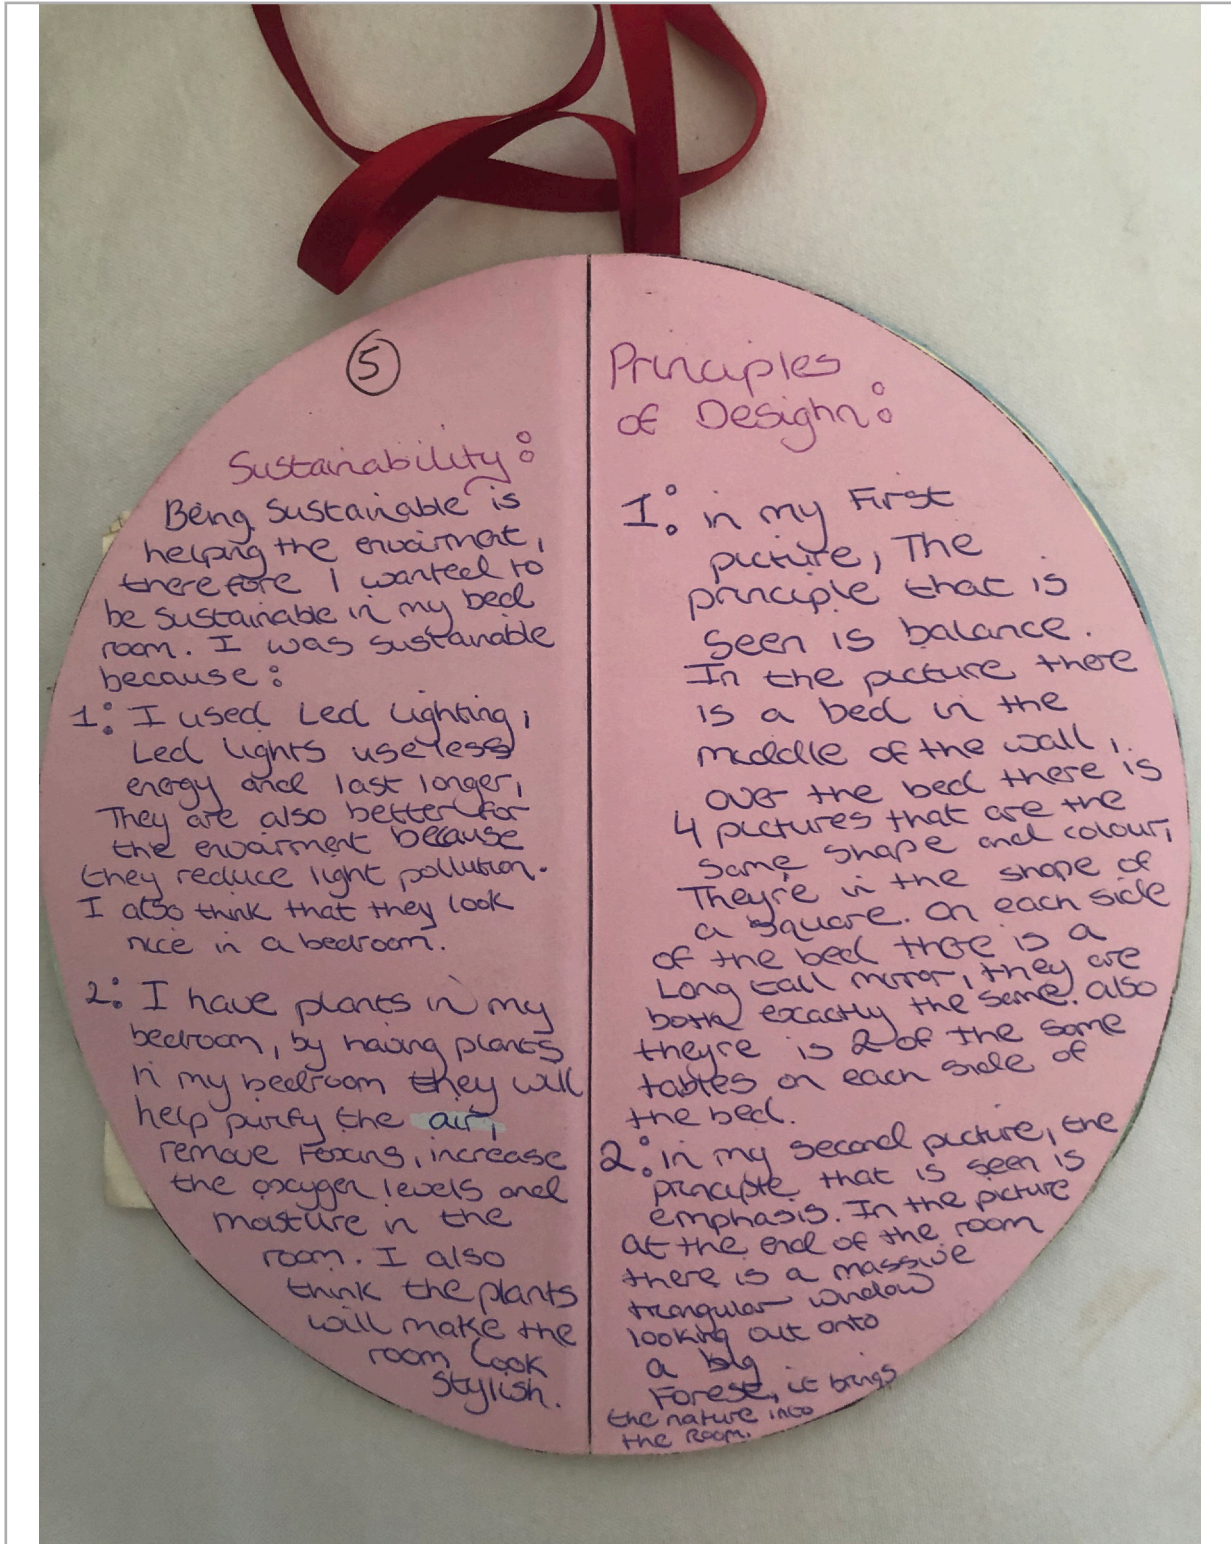 5
Sustainability:
Being Sustainable is
helping the enviorment,
therefore I wanted to
be sustainable in my bed
room. I was sustainable
because:
1: I used Led Lighting,
Led lights use less
energy and last longer,
They are also better for
the enviorment because
they reduce light pollution.
I also think that they look
nice in a bedroom.
2: I have plants in my
bedroom, by having plants
in my bedroom they will
help purify the air,
remove toxins, increase
the oxygen levels and
moisture in the
room. I also
think the plants
will make the
room look
stylish.
Principles
of Desighn:
1: in my First
picture, The
principle that is
seen is balance.
In the picture there
is a bed in the
middle of the wall,
over the bed there is
4 pictures that are the
same shape and colour,
They're in the shape of
a square. On each side
of the bed there is a
Long tall mirror, they are
both exactly the same. also
theyre is 2 of the same
tables on each side of
the bed.
2: in my second picture, the
principle that is seen is
emphasis. In the picture
at the end of the room
there is a massive
triangular window
looking out onto
a big
Forest, it brings
the nature into
the room.